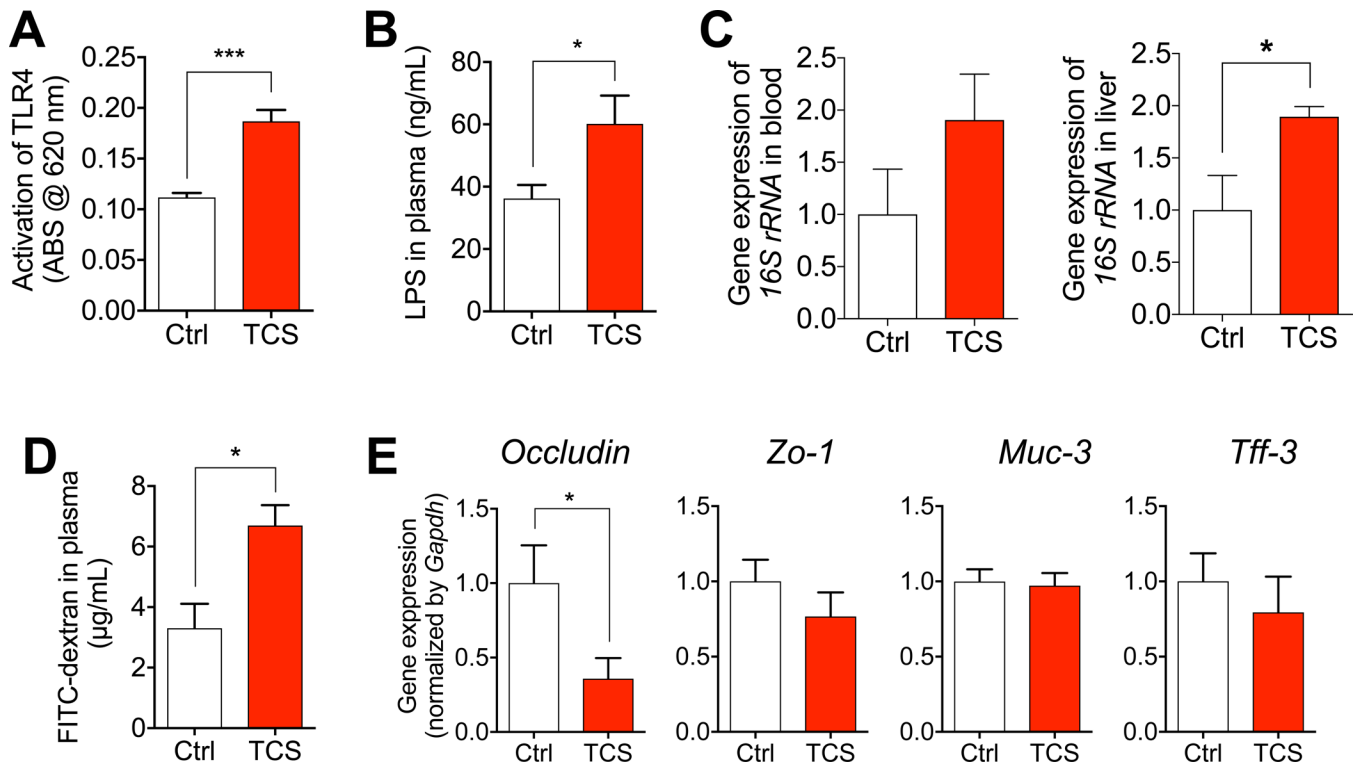 A
Activation of TLR4
(ABS @ 620 nm)
0.25
0.20
0.15
0.10
0.05
0.00
***
Ctrl
TCS
B
LPS in plasma (ng/mL)
80
60
40
20
0
*
Ctrl
TCS
C
Gene expression of
16S rRNA in blood
2.5
2.0
1.5
1.0
0.5
0.0
Ctrl
TCS
Gene expression of
16S rRNA in liver
2.5
2.0
1.5
1.0
0.5
0.0
*
Ctrl
TCS
D
FITC-dextran in plasma
(µg/mL)
8
6
4
2
0
*
Ctrl
TCS
E
Gene exppression
(normalized by Gapdh)
Occludin
1.5
1.0
0.5
0.0
*
Ctrl
TCS
Zo-1
1.5
1.0
0.5
0.0
Ctrl
TCS
Muc-3
1.5
1.0
0.5
0.0
Ctrl
TCS
Tff-3
1.5
1.0
0.5
0.0
Ctrl
TCS